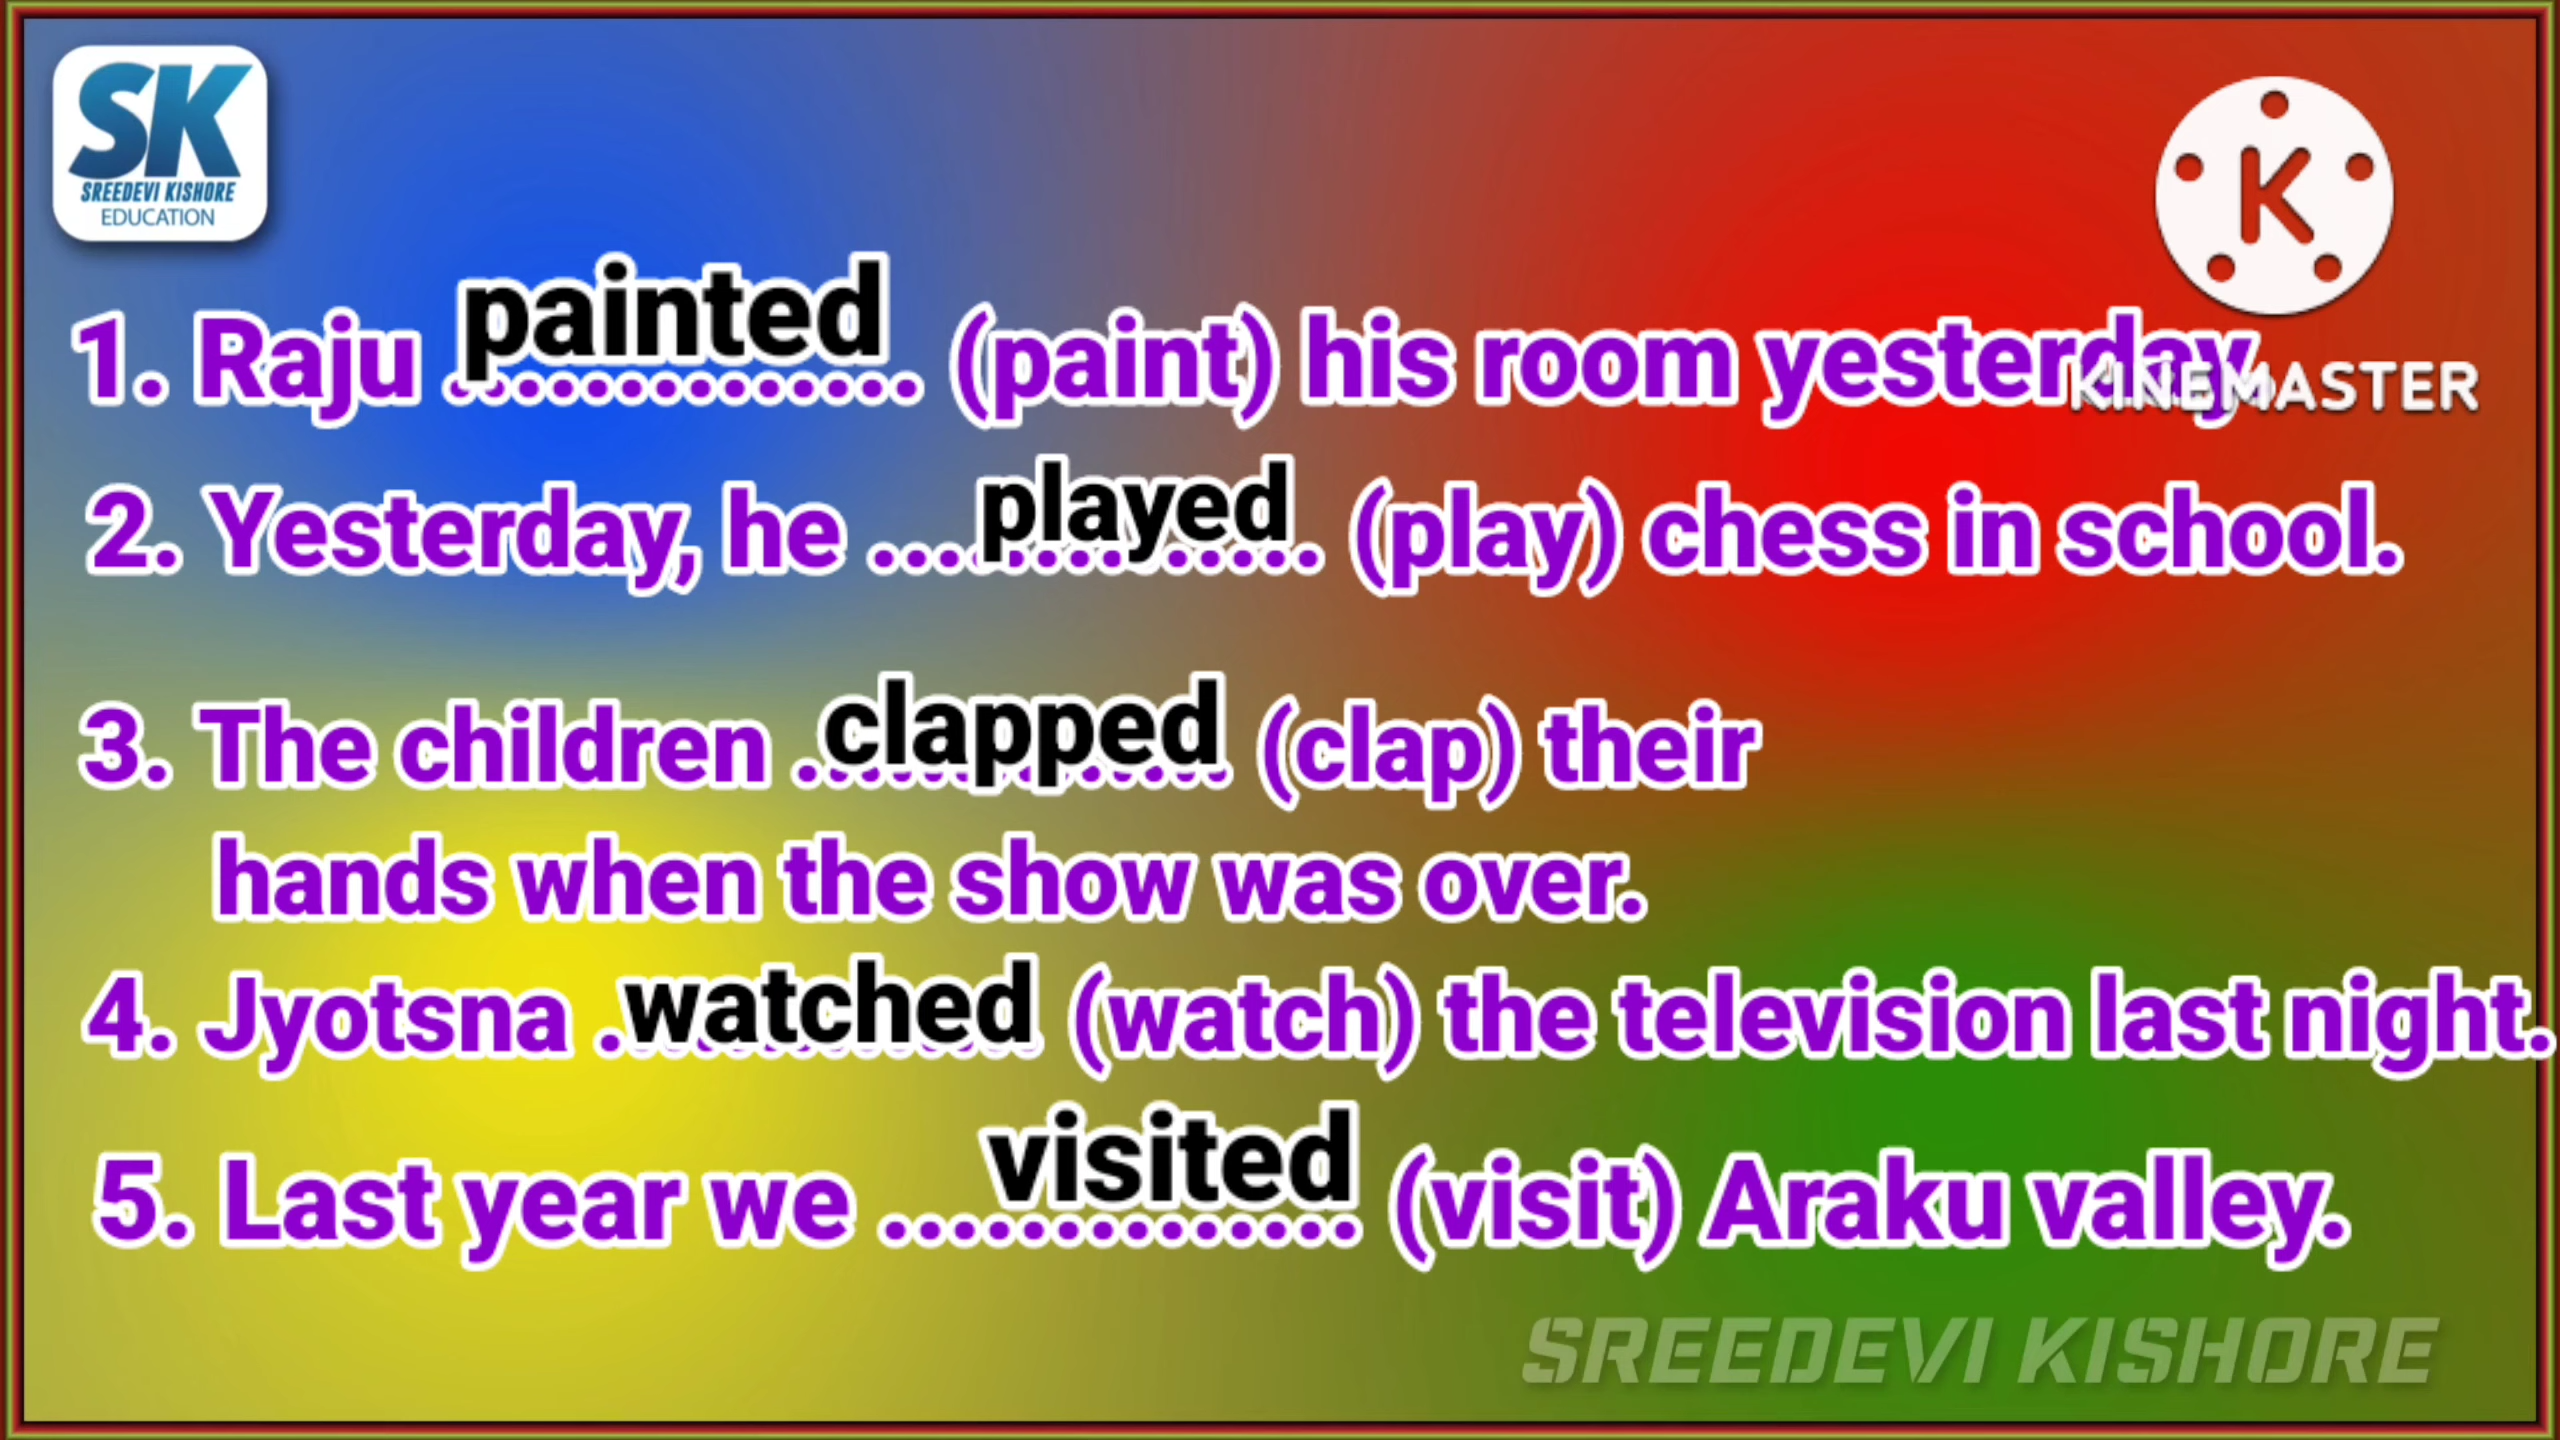 SK
SREEDEVI KISHORE
EDUCATION
K
KINEMASTER
1. Raju .............. (paint) his room yesterday
painted
2. Yesterday, he .............. (play) chess in school.
played
3. The children .............. (clap) their
clapped
hands when the show was over.
4. Jyotsna .............. (watch) the television last night.
watched
5. Last year we .............. (visit) Araku valley.
visited
SREEDEVI KISHORE